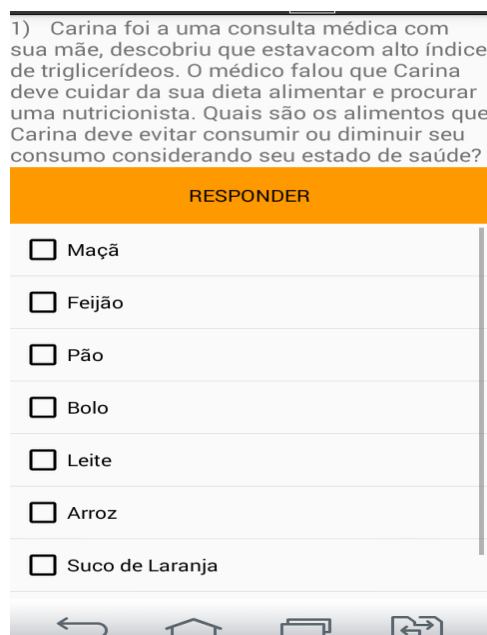 1) Carina foi a uma consulta médica com
sua mãe, descobriu que estavacom alto índice
de triglicerídeos. O médico falou que Carina
deve cuidar da sua dieta alimentar e procurar
uma nutricionista. Quais são os alimentos que
Carina deve evitar consumir ou diminuir seu
consumo considerando seu estado de saúde?
RESPONDER
Maçã
Feijão
Pão
Bolo
Leite
Arroz
Suco de Laranja